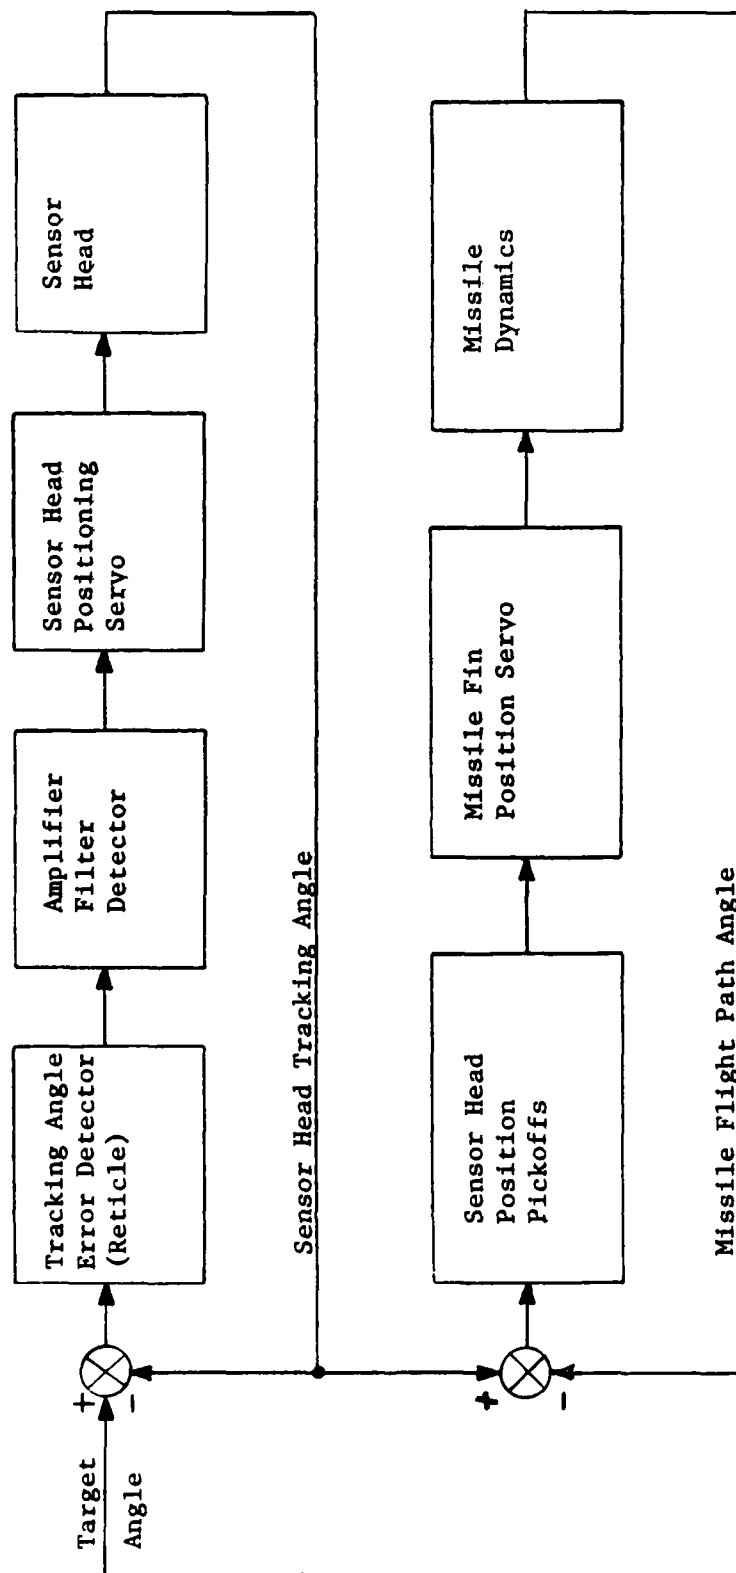 Target
Angle
+
-
Tracking Angle
Error Detector
(Reticle)
Amplifier
Filter
Detector
Sensor Head
Positioning
Servo
Sensor
Head
Sensor Head Tracking Angle
+
-
Sensor Head
Position
Pickoffs
Missile Fin
Position Servo
Missile
Dynamics
Missile Flight Path Angle